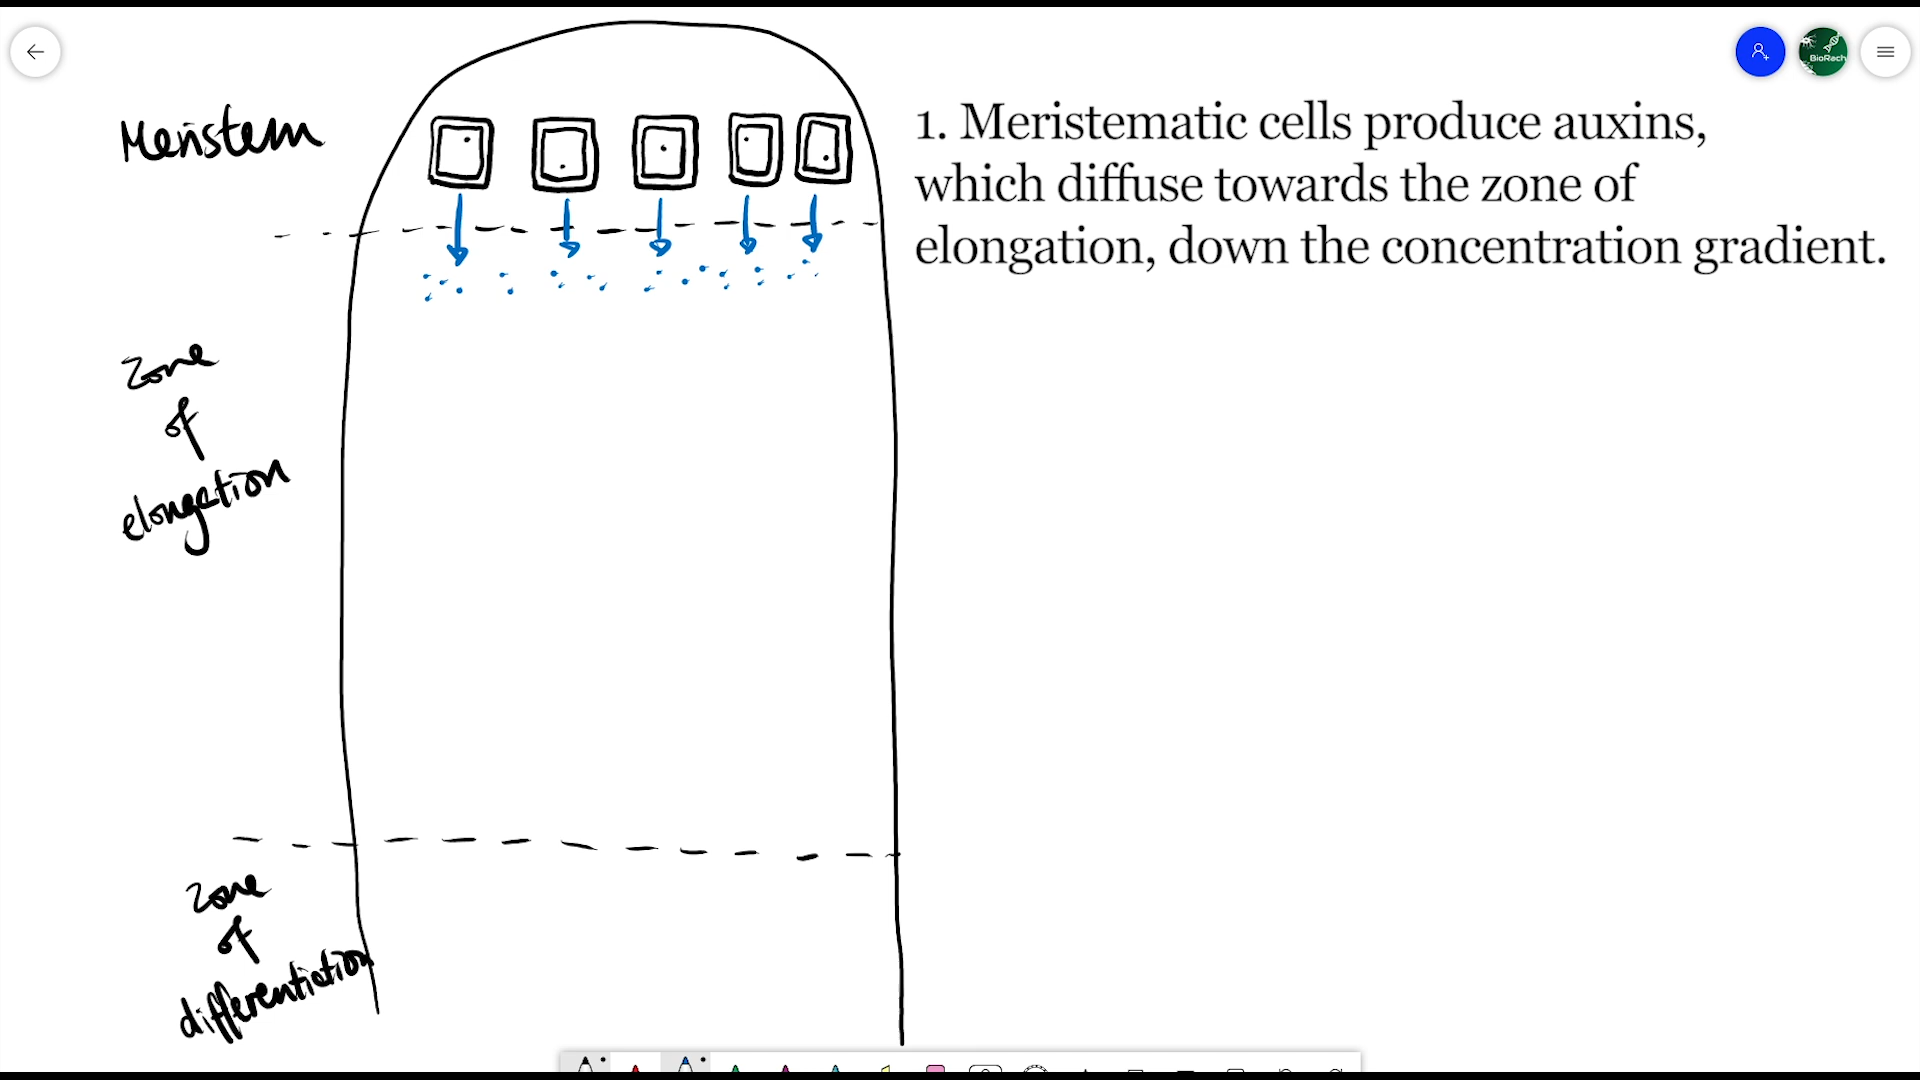 BioRach
Meristem
1. Meristematic cells produce auxins,
which diffuse towards the zone of
elongation, down the concentration gradient.
Zone
of
elongation
Zone
of
differentiation